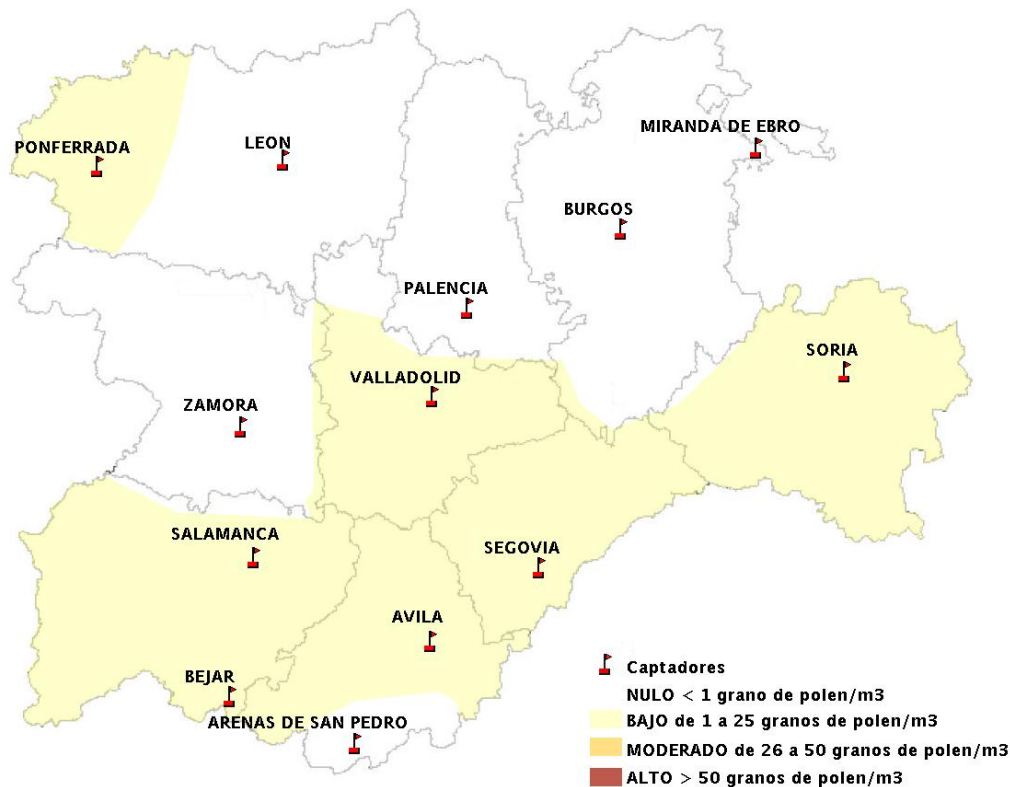 MIRANDA DE EBRO
PONFERRADA
LEON
BURGOS
PALENCIA
SORIA
VALLADOLID
ZAMORA
SALAMANCA
SEGOVIA
AVILA
BEJAR
ARENAS DE SAN PEDRO
Captadores
NULO < 1 grano de polen/m3
BAJO de 1 a 25 granos de polen/m3
MODERADO de 26 a 50 granos de polen/m3
ALTO > 50 granos de polen/m3